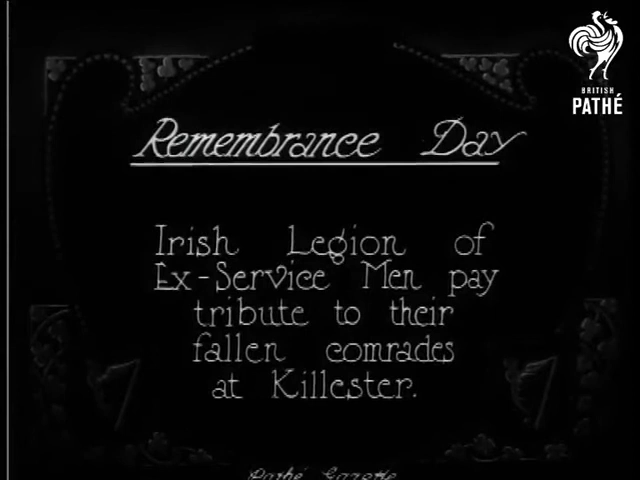 BRITISH
PATHÉ
Remembrance Day
Irish Legion of
Ex-Service Men pay
tribute to their
fallen comrades
at Killester.
Pathé Gazette